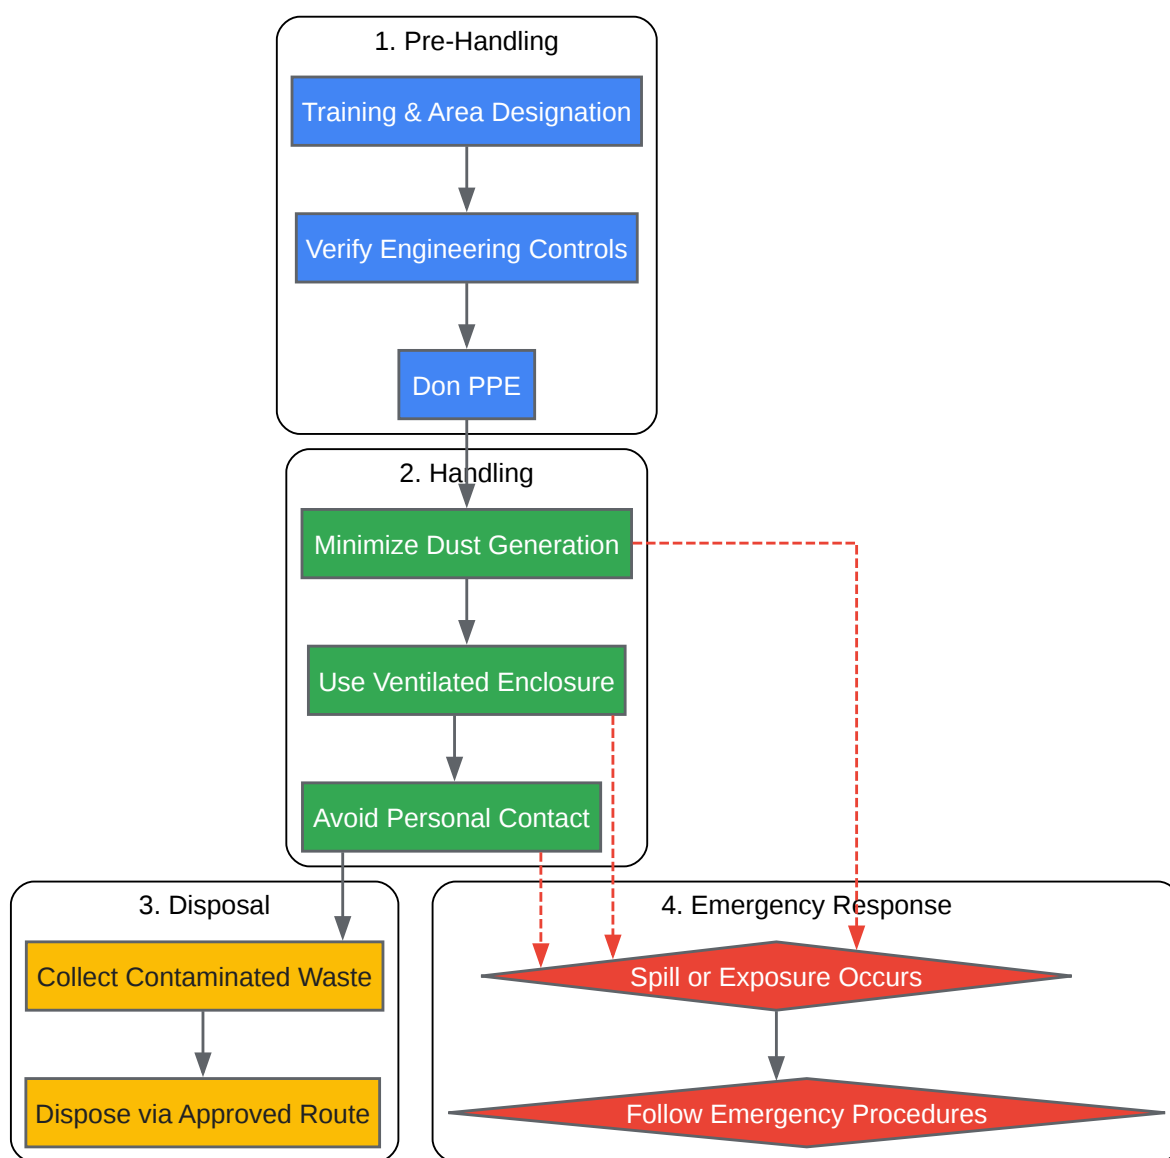 1. Pre-Handling
Training & Area Designation
Verify Engineering Controls
Don PPE
2. Handling
Minimize Dust Generation
Use Ventilated Enclosure
Avoid Personal Contact
3. Disposal
Collect Contaminated Waste
Dispose via Approved Route
4. Emergency Response
Spill or Exposure Occurs
Follow Emergency Procedures